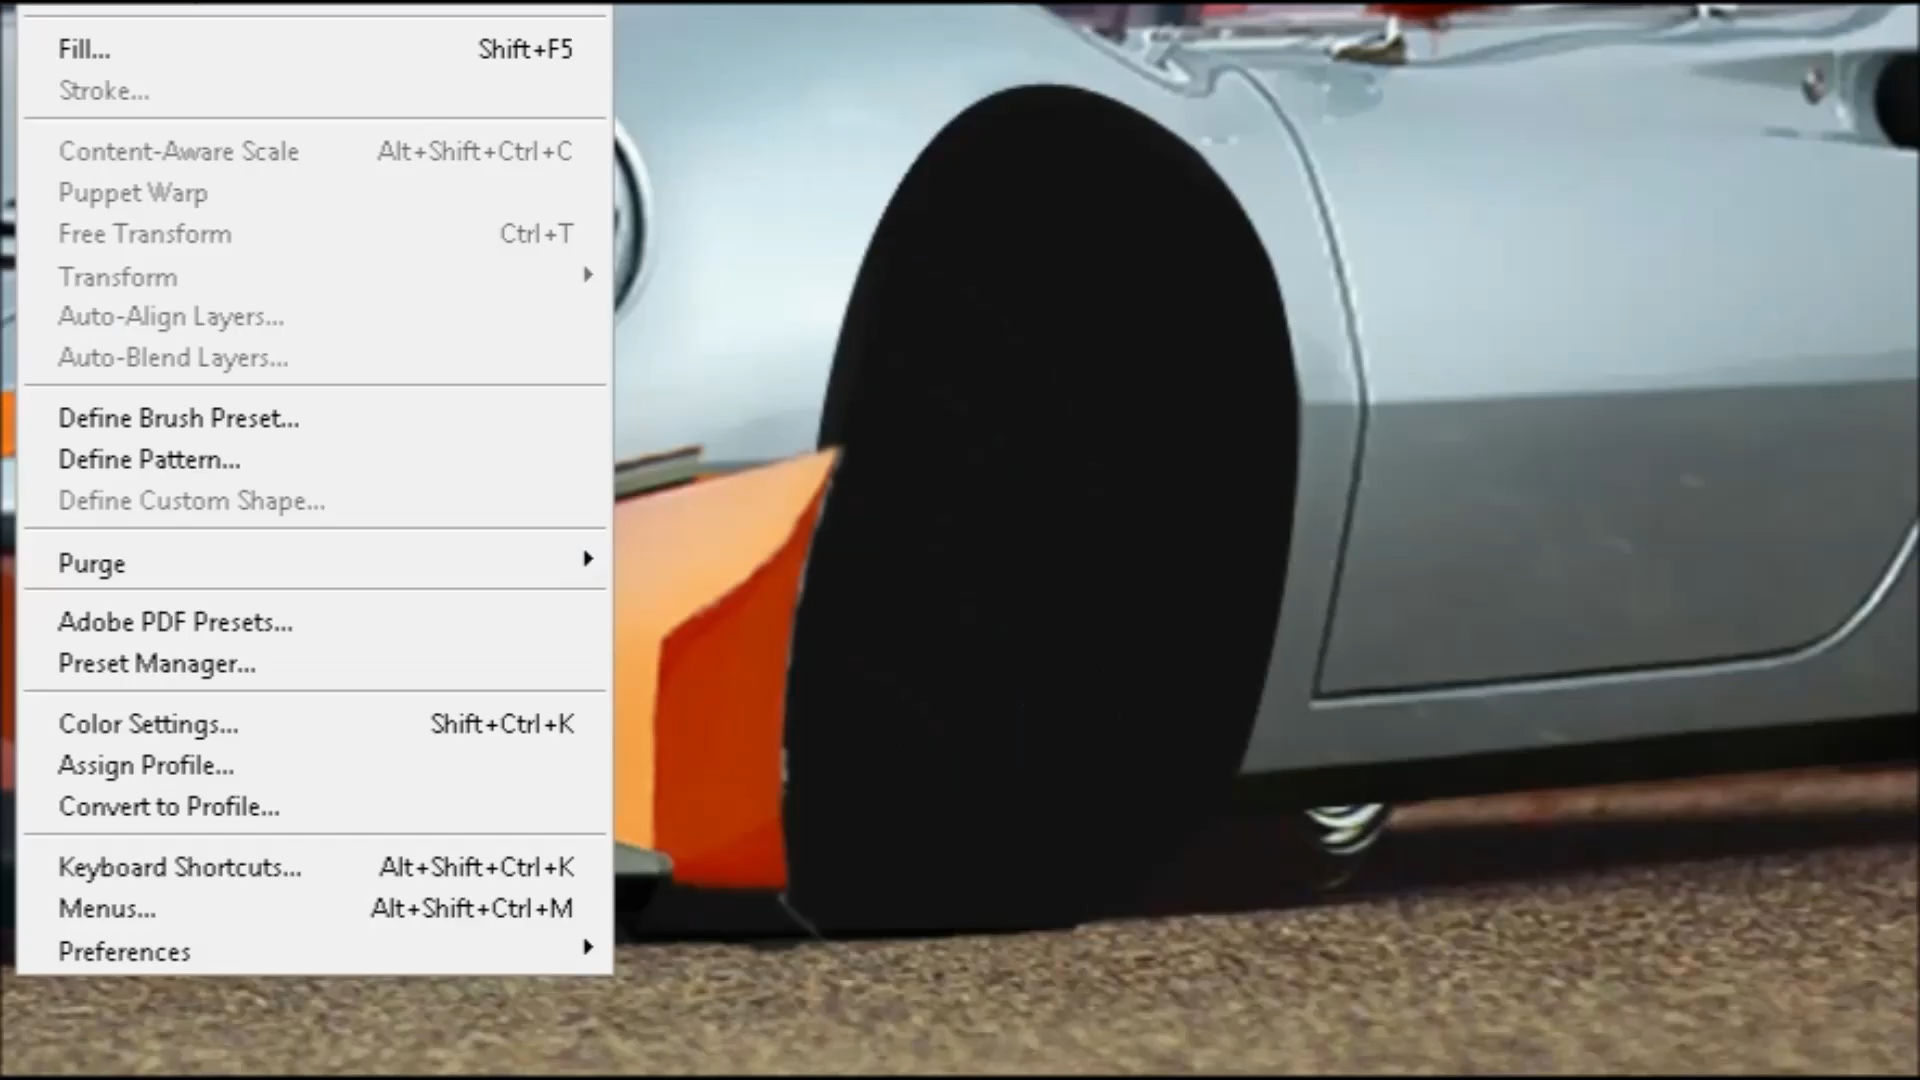 Fill... Shift+F5
Stroke...
Content-Aware Scale Alt+Shift+Ctrl+C
Puppet Warp
Free Transform Ctrl+T
Transform
Auto-Align Layers...
Auto-Blend Layers...
Define Brush Preset...
Define Pattern...
Define Custom Shape...
Purge
Adobe PDF Presets...
Preset Manager...
Color Settings... Shift+Ctrl+K
Assign Profile...
Convert to Profile...
Keyboard Shortcuts... Alt+Shift+Ctrl+K
Menus... Alt+Shift+Ctrl+M
Preferences